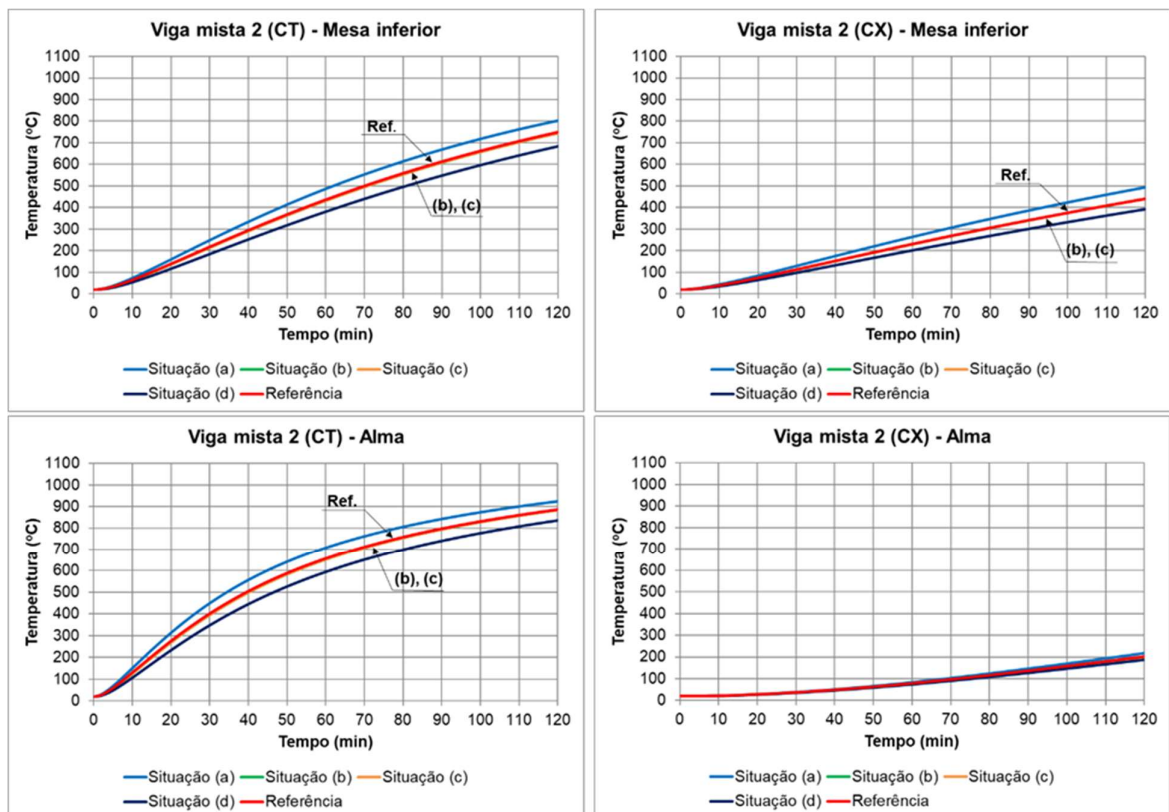 Viga mista 2 (CT) - Mesa inferior
1100
1000
900
800
700
600
500
400
300
200
100
0
Temperatura (ºC)
Ref.
(b), (c)
0 10 20 30 40 50 60 70 80 90 100 110 120
Tempo (min)
Situação (a) Situação (b) Situação (c)
Situação (d) Referência
Viga mista 2 (CX) - Mesa inferior
1100
1000
900
800
700
600
500
400
300
200
100
0
Temperatura (ºC)
Ref.
(b), (c)
0 10 20 30 40 50 60 70 80 90 100 110 120
Tempo (min)
Situação (a) Situação (b) Situação (c)
Situação (d) Referência
Viga mista 2 (CT) - Alma
1100
1000
900
800
700
600
500
400
300
200
100
0
Temperatura (ºC)
Ref.
(b), (c)
0 10 20 30 40 50 60 70 80 90 100 110 120
Tempo (min)
Situação (a) Situação (b) Situação (c)
Situação (d) Referência
Viga mista 2 (CX) - Alma
1100
1000
900
800
700
600
500
400
300
200
100
0
Temperatura (ºC)
0 10 20 30 40 50 60 70 80 90 100 110 120
Tempo (min)
Situação (a) Situação (b) Situação (c)
Situação (d) Referência